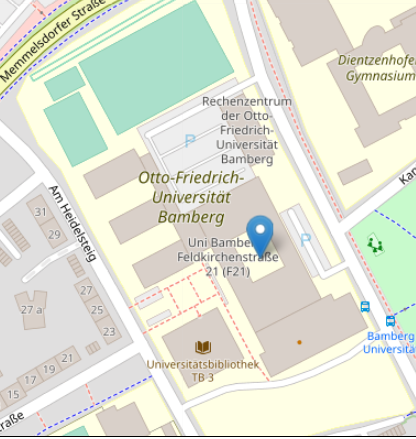 Memmelsdorfer Straße
Dientzenhofer
Gymnasium
Rechenzentrum
der Otto-
Friedrich-
Universität
Bamberg
P
Otto-Friedrich-
Universität
Bamberg
Am Heidelsteig
31
29
Uni Bamberg
Feldkirchenstraße
21 (F21)
P
27
27 a
25
23
21
19
17
15
Bamberg
Universität
Universitätsbibliothek
TB 3